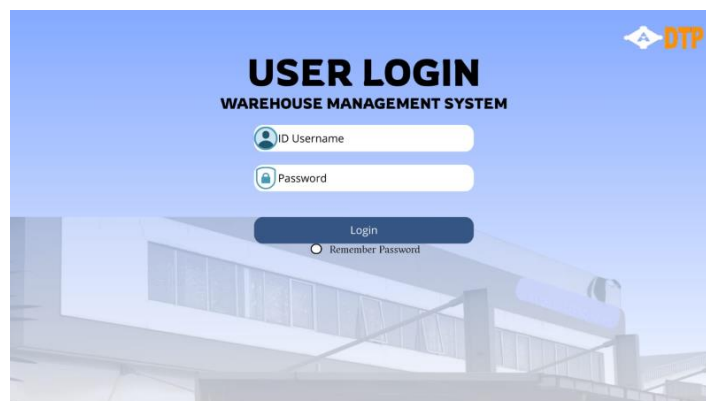 A DTP
USER LOGIN
WAREHOUSE MANAGEMENT SYSTEM
ID Username
Password
Login
Remember Password